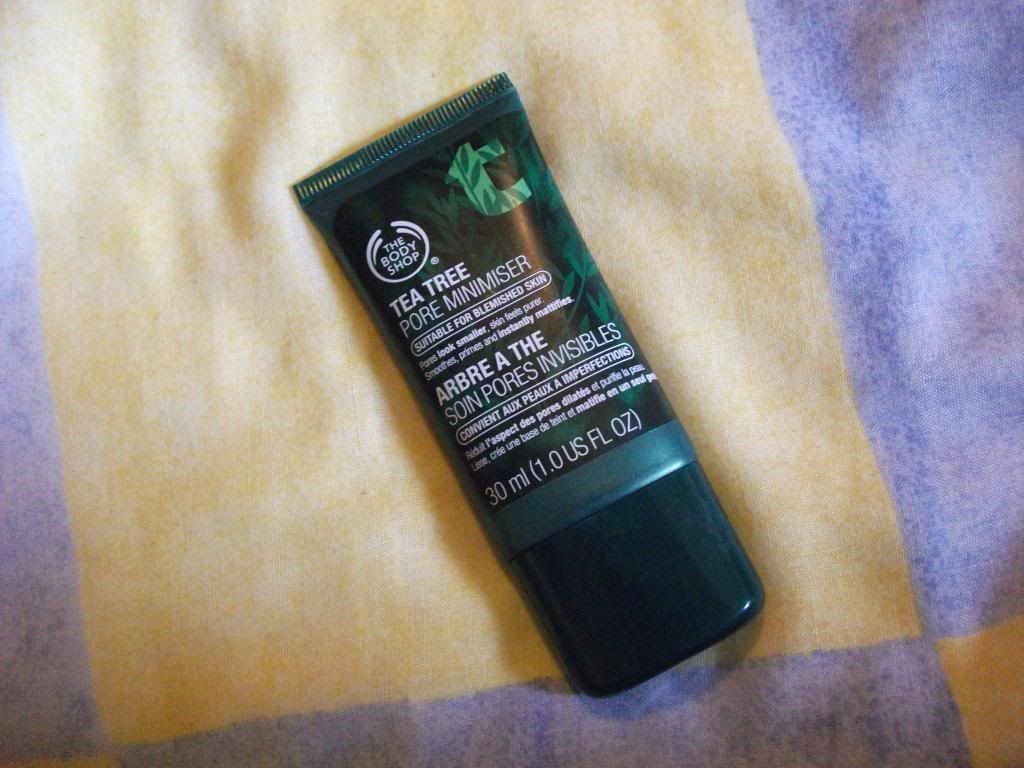 t
THE
BODY
SHOP®
TEA TREE
PORE MINIMISER
SUITABLE FOR BLEMISHED SKIN
Pores look smaller, skin feels purer.
Smoothes, primes and instantly mattifies.
ARBRE A THE
SOIN PORES INVISIBLES
CONVIENT AUX PEAUX A IMPERFECTIONS
Réduit l'aspect des pores dilatés et purifie la peau.
Lisse, crée une base de teint et matifie en un seul
30 ml (1.0 US FL OZ)